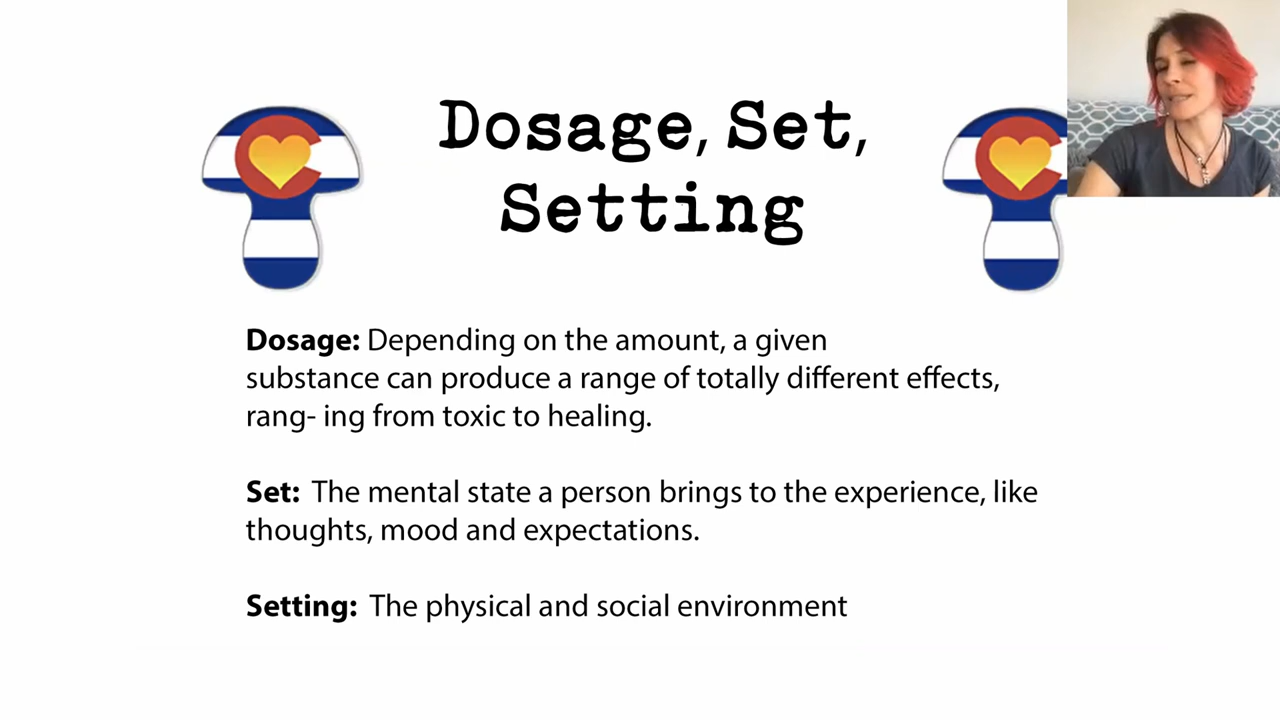 Dosage, Set,
Setting
Dosage: Depending on the amount, a given
substance can produce a range of totally different effects,
rang- ing from toxic to healing.
Set: The mental state a person brings to the experience, like
thoughts, mood and expectations.
Setting: The physical and social environment